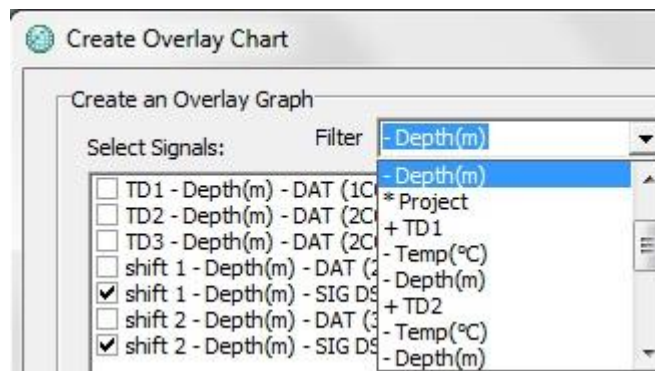 Create Overlay Chart
Create an Overlay Graph
Select Signals:
Filter
- Depth(m)
TD1 - Depth(m) - DAT (1C
TD2 - Depth(m) - DAT (2C
TD3 - Depth(m) - DAT (2C
shift 1 - Depth(m) - DAT (2
shift 1 - Depth(m) - SIG DS
shift 2 - Depth(m) - DAT (3
shift 2 - Depth(m) - SIG DS
- Depth(m)
* Project
+ TD1
- Temp(°C)
- Depth(m)
+ TD2
- Temp(°C)
- Depth(m)